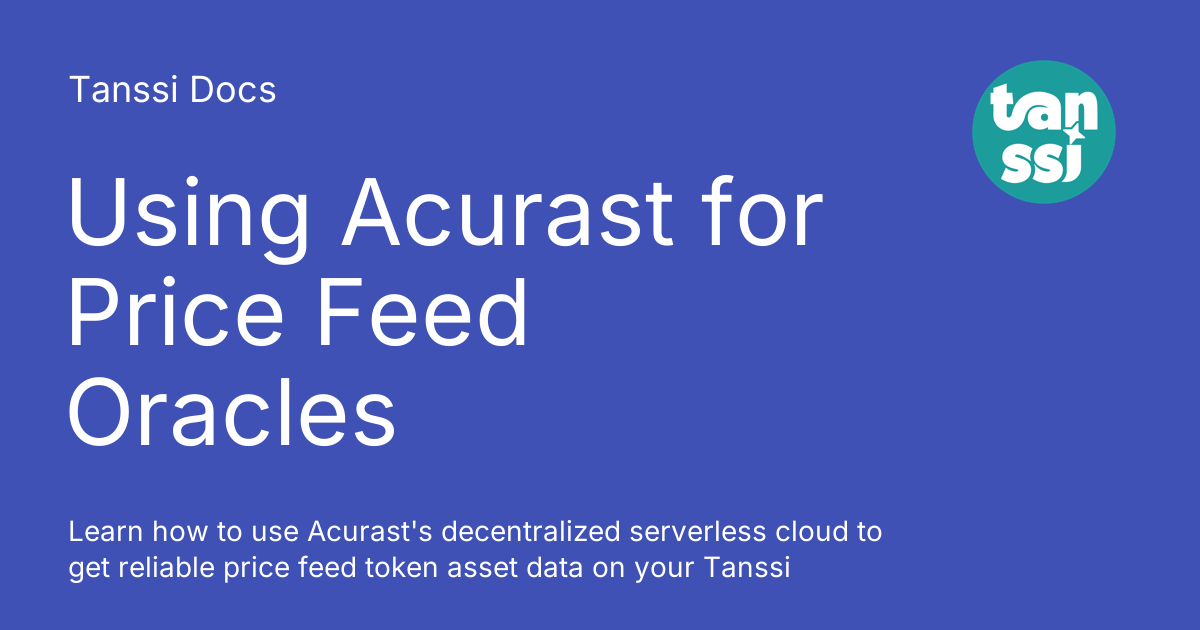 Tanssi Docs
tan
ssi
Using Acurast for
Price Feed
Oracles
Learn how to use Acurast's decentralized serverless cloud to
get reliable price feed token asset data on your Tanssi